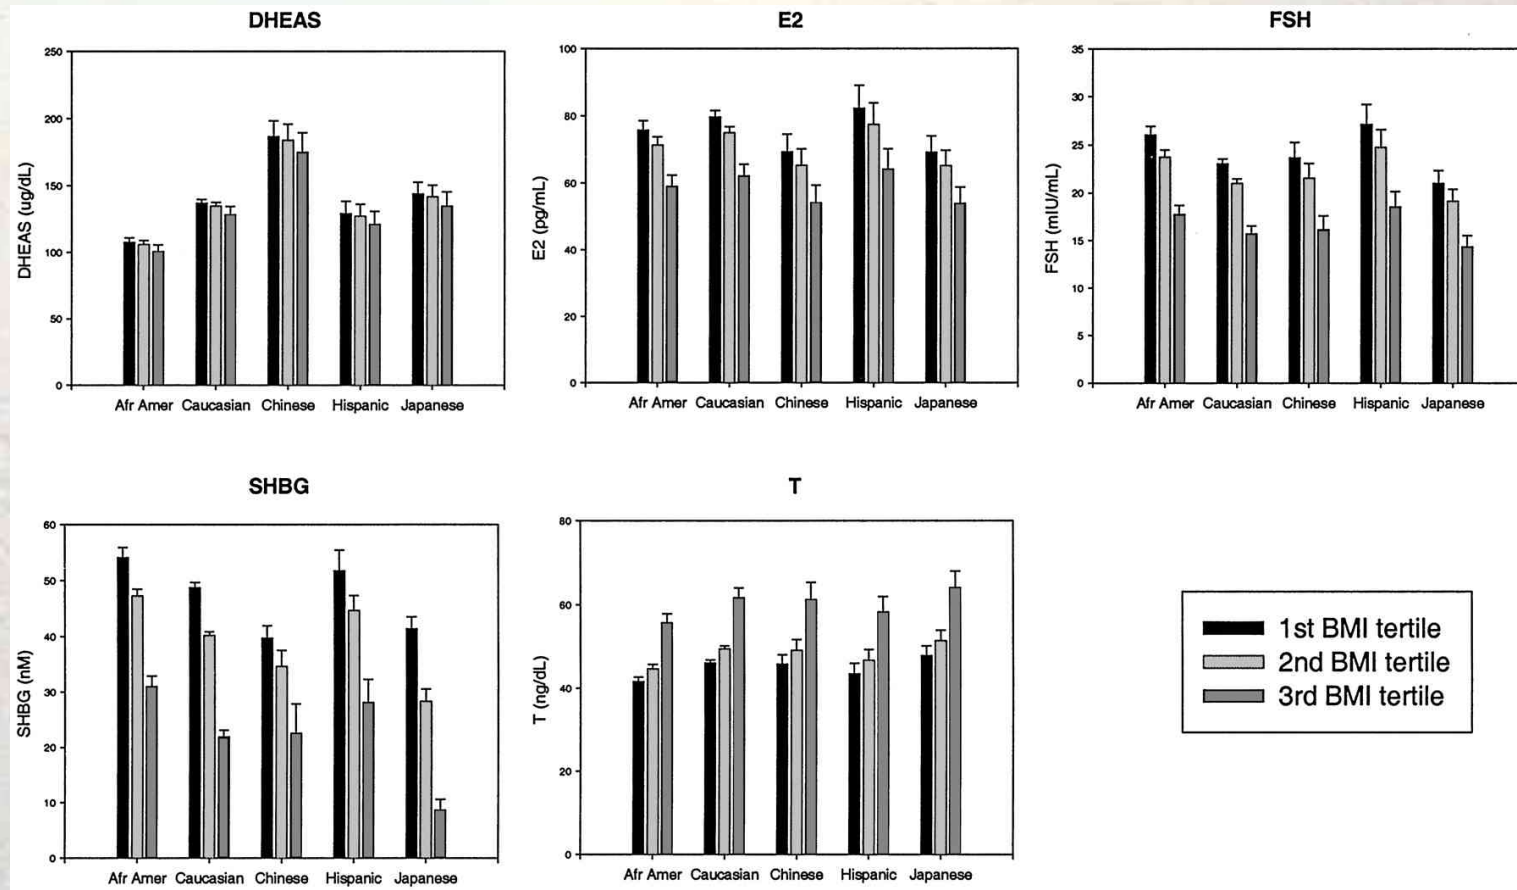 DHEAS
DHEAS (ug/dL)
250
200
150
100
50
0
Afr Amer Caucasian Chinese Hispanic Japanese
E2
E2 (pg/mL)
100
80
60
40
20
0
Afr Amer Caucasian Chinese Hispanic Japanese
FSH
FSH (mIU/mL)
35
30
25
20
15
10
5
0
Afr Amer Caucasian Chinese Hispanic Japanese
SHBG
SHBG (nM)
60
50
40
30
20
10
0
Afr Amer Caucasian Chinese Hispanic Japanese
T
T (ng/dL)
80
60
40
20
0
Afr Amer Caucasian Chinese Hispanic Japanese
1st BMI tertile
2nd BMI tertile
3rd BMI tertile